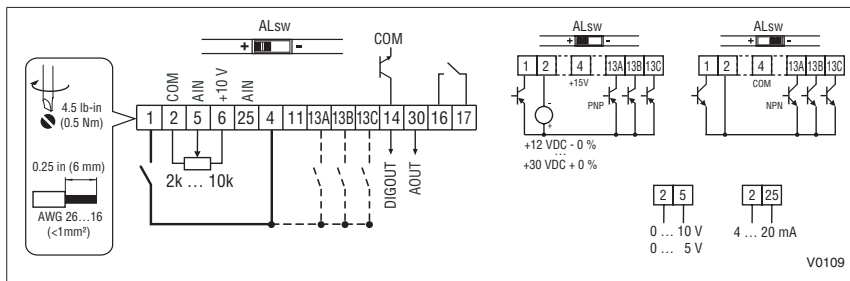 ALsw
+ -
COM
4.5 lb-in
(0.5 Nm)
0.25 in (6 mm)
AWG 26...16
(<1mm²)
COM
AIN
+10 V
AIN
1 2 5 6 25 4 11 13A 13B 13C 14 30 16 17
2k ... 10k
DIGOUT
AOUT
ALsw
+ -
1 2 4 13A 13B 13C
+15V
PNP
-
+
+12 VDC - 0 %
...
+30 VDC + 0 %
ALsw
+ -
1 2 4 13A 13B 13C
COM
NPN
2 5
0 ... 10 V
0 ... 5 V
2 25
4 ... 20 mA
V0109